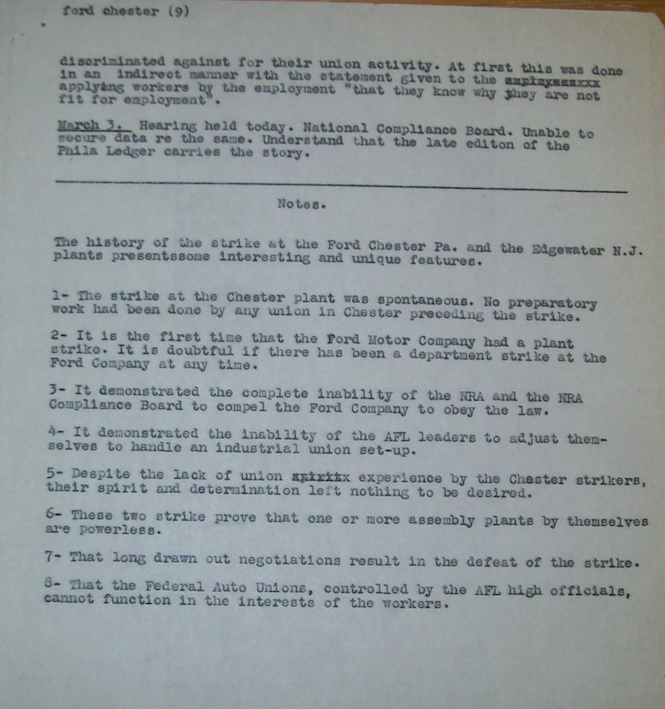 ford chester (9)
discriminated against for their union activity. At first this was done
in an indirect manner with the statement given to the
applying workers by the employment "that they know why they are not
fit for employment".
March 3. Hearing held today. National Compliance Board. Unable to
secure data re the same. Understand that the late editon of the
Phila Ledger carries the story.
Notes.
The history of the strike at the Ford Chester Pa. and the Edgewater N.J.
plants presentssome interesting and unique features.
1- The strike at the Chester plant was spontaneous. No preparatory
work had been done by any union in Chester preceding the strike.
2- It is the first time that the Ford Motor Company had a plant
strike. It is doubtful if there has been a department strike at the
Ford Company at any time.
3- It demonstrated the complete inability of the NRA and the NRA
Compliance Board to compel the Ford Company to obey the law.
4- It demonstrated the inability of the AFL leaders to adjust them-
selves to handle an industrial union set-up.
5- Despite the lack of union experience by the Chester strikers,
their spirit and determination left nothing to be desired.
6- These two strike prove that one or more assembly plants by themselves
are powerless.
7- That long drawn out negotiations result in the defeat of the strike.
8- That the Federal Auto Unions, controlled by the AFL high officials,
cannot function in the interests of the workers.